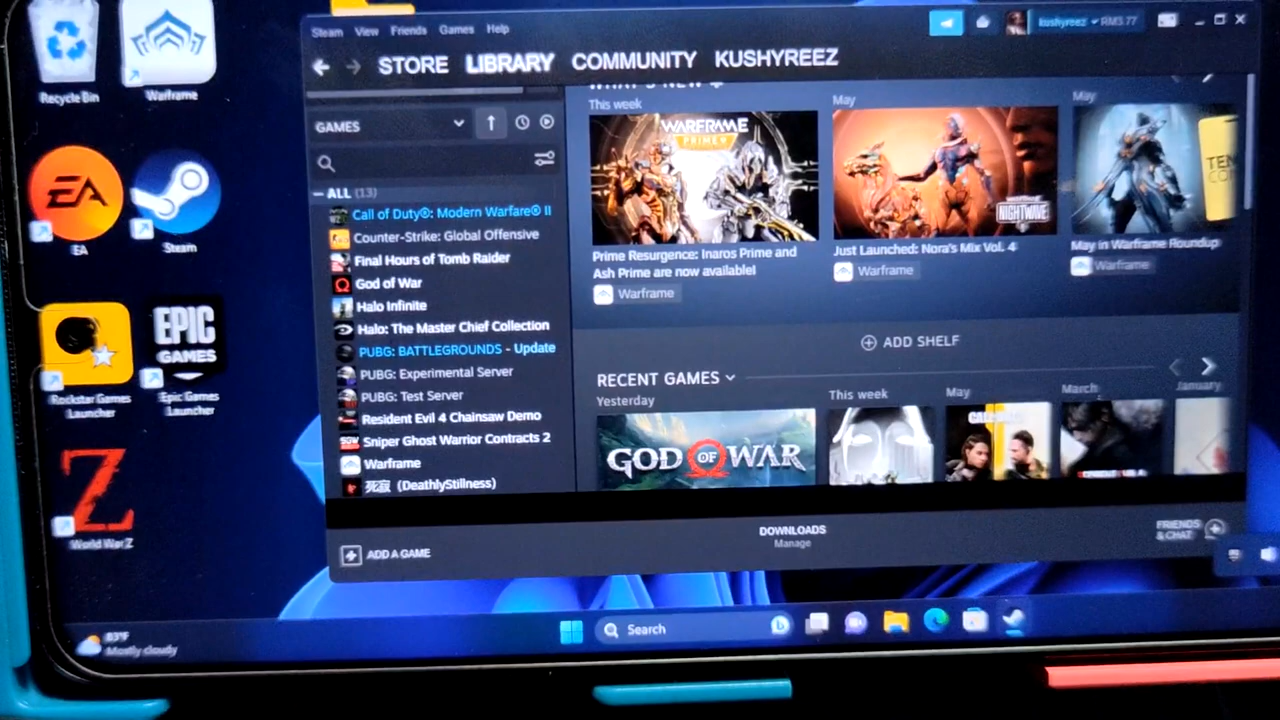 Recycle Bin
Warframe
EA
EA
Steam
Rockstar Games
Launcher
EPIC
GAMES
Epic Games
Launcher
Z
World War Z
Steam View Friends Games Help
kushyreez RM3.77
STORE LIBRARY COMMUNITY KUSHYREEZ
GAMES
ALL (13)
Call of Duty®: Modern Warfare® II
Counter-Strike: Global Offensive
Final Hours of Tomb Raider
God of War
Halo Infinite
Halo: The Master Chief Collection
PUBG: BATTLEGROUNDS - Update
PUBG: Experimental Server
PUBG: Test Server
Resident Evil 4 Chainsaw Demo
Sniper Ghost Warrior Contracts 2
Warframe
死寂（DeathlyStillness）
WHAT'S NEW
This week
WARFRAME
PRIME
Prime Resurgence: Inaros Prime and
Ash Prime are now available!
Warframe
May
WARFRAME
NIGHTWAVE
Just Launched: Nora's Mix Vol. 4
Warframe
May
May in Warframe Roundup
Warframe
ADD SHELF
RECENT GAMES
Yesterday
GOD OF WAR
This week
May
March
January
ADD A GAME
DOWNLOADS
Manage
FRIENDS
& CHAT
83°F
Mostly cloudy
Search